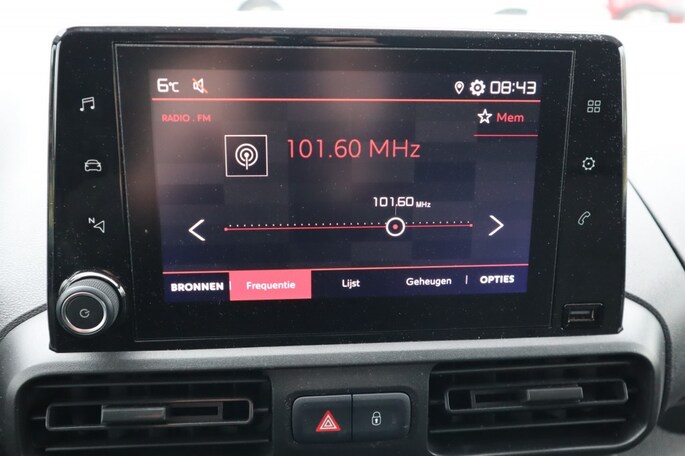 6°C 08:43
RADIO . FM Mem
101.60 MHz
101.60 MHz
N
BRONNEN Frequentie Lijst Geheugen OPTIES